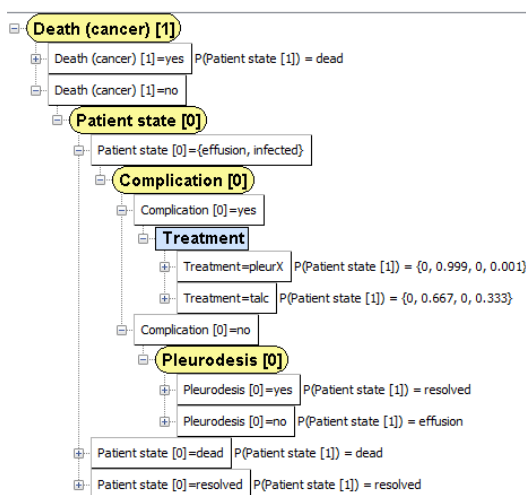 Death (cancer) [1]
Death (cancer) [1]=yes P(Patient state [1]) = dead
Death (cancer) [1]=no
Patient state [0]
Patient state [0]={effusion, infected}
Complication [0]
Complication [0]=yes
Treatment
Treatment=pleurX P(Patient state [1]) = {0, 0.999, 0, 0.001}
Treatment=talc P(Patient state [1]) = {0, 0.667, 0, 0.333}
Complication [0]=no
Pleurodesis [0]
Pleurodesis [0]=yes P(Patient state [1]) = resolved
Pleurodesis [0]=no P(Patient state [1]) = effusion
Patient state [0]=dead P(Patient state [1]) = dead
Patient state [0]=resolved P(Patient state [1]) = resolved